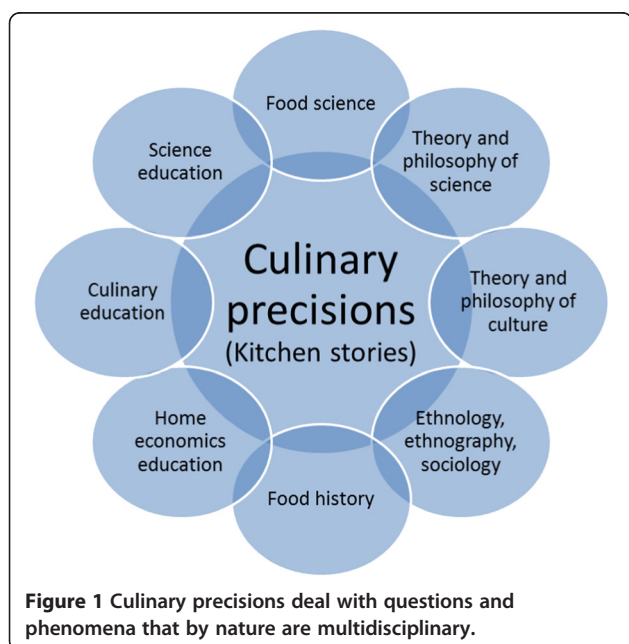 Food science
Theory and
philosophy of
science
Theory and
philosophy of
culture
Ethnology,
ethnography,
sociology
Food history
Home
economics
education
Culinary
education
Science
education
Culinary
precisions
(Kitchen stories)
Figure 1 Culinary precisions deal with questions and
phenomena that by nature are multidisciplinary.